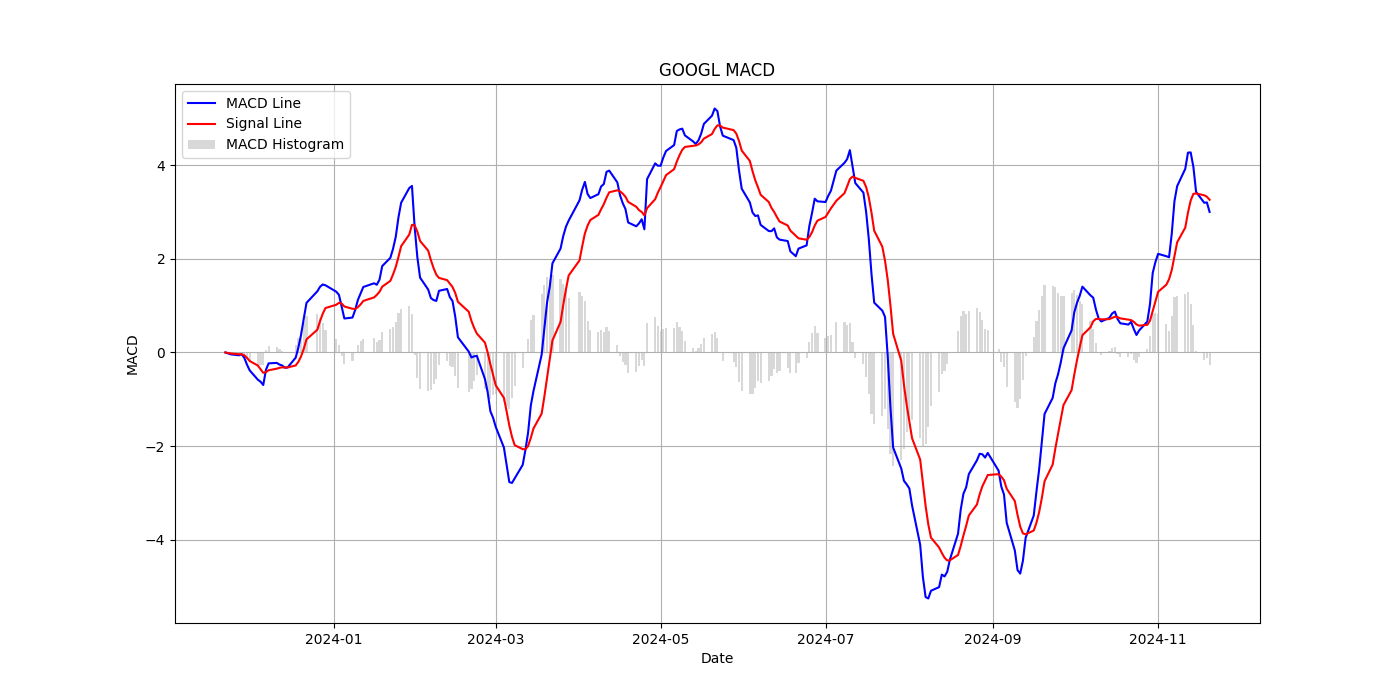 GOOGL MACD
MACD Line
Signal Line
MACD Histogram
4
2
0
−2
−4
MACD
2024-01 2024-03 2024-05 2024-07 2024-09 2024-11
Date